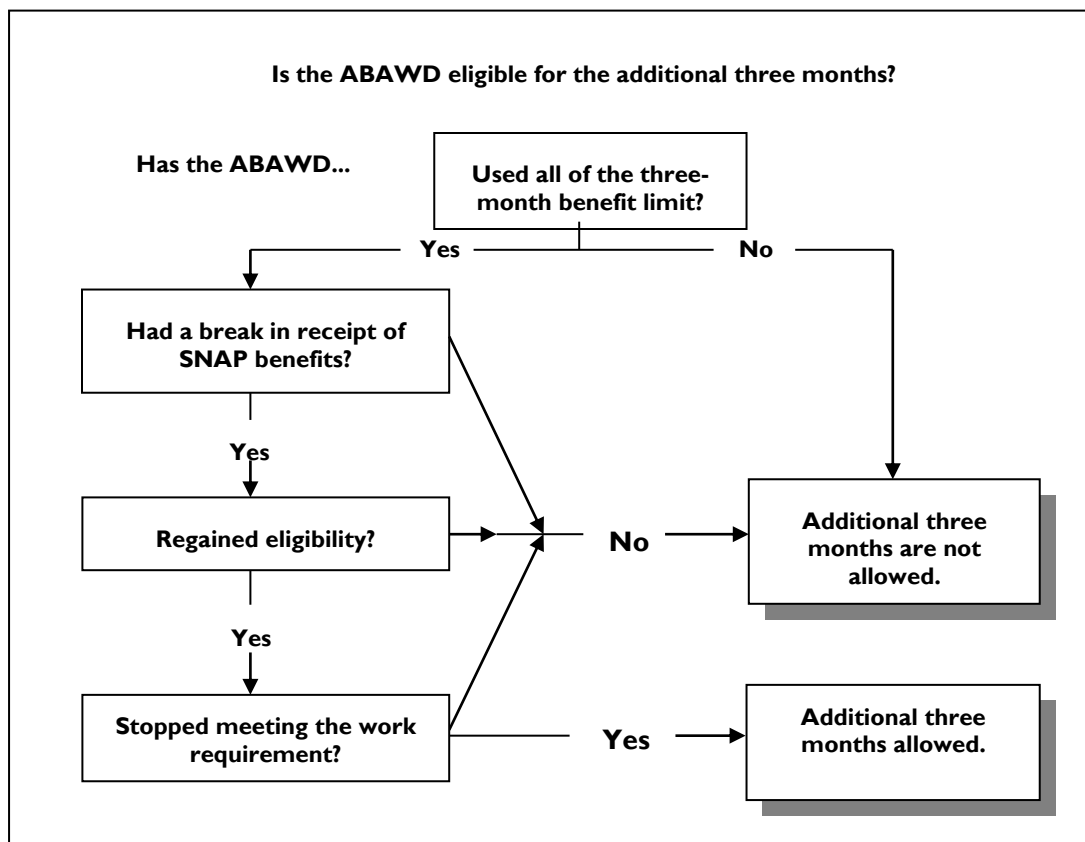 Is the ABAWD eligible for the additional three months?
Has the ABAWD...
Used all of the three-
month benefit limit?
Yes
No
Had a break in receipt of
SNAP benefits?
Yes
Regained eligibility?
No
Additional three
months are not
allowed.
Yes
Stopped meeting the work
requirement?
Yes
Additional three
months allowed.